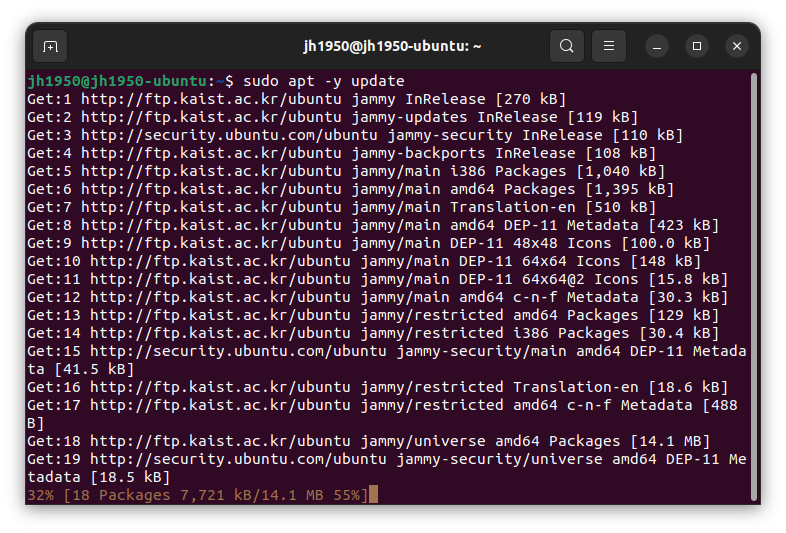 jh1950@jh1950-ubuntu: ~
jh1950@jh1950-ubuntu:~$ sudo apt -y update
Get:1 http://ftp.kaist.ac.kr/ubuntu jammy InRelease [270 kB]
Get:2 http://ftp.kaist.ac.kr/ubuntu jammy-updates InRelease [119 kB]
Get:3 http://security.ubuntu.com/ubuntu jammy-security InRelease [110 kB]
Get:4 http://ftp.kaist.ac.kr/ubuntu jammy-backports InRelease [108 kB]
Get:5 http://ftp.kaist.ac.kr/ubuntu jammy/main i386 Packages [1,040 kB]
Get:6 http://ftp.kaist.ac.kr/ubuntu jammy/main amd64 Packages [1,395 kB]
Get:7 http://ftp.kaist.ac.kr/ubuntu jammy/main Translation-en [510 kB]
Get:8 http://ftp.kaist.ac.kr/ubuntu jammy/main amd64 DEP-11 Metadata [423 kB]
Get:9 http://ftp.kaist.ac.kr/ubuntu jammy/main DEP-11 48x48 Icons [100.0 kB]
Get:10 http://ftp.kaist.ac.kr/ubuntu jammy/main DEP-11 64x64 Icons [148 kB]
Get:11 http://ftp.kaist.ac.kr/ubuntu jammy/main DEP-11 64x64@2 Icons [15.8 kB]
Get:12 http://ftp.kaist.ac.kr/ubuntu jammy/main amd64 c-n-f Metadata [30.3 kB]
Get:13 http://ftp.kaist.ac.kr/ubuntu jammy/restricted amd64 Packages [129 kB]
Get:14 http://ftp.kaist.ac.kr/ubuntu jammy/restricted i386 Packages [30.4 kB]
Get:15 http://security.ubuntu.com/ubuntu jammy-security/main amd64 DEP-11 Metada
ta [41.5 kB]
Get:16 http://ftp.kaist.ac.kr/ubuntu jammy/restricted Translation-en [18.6 kB]
Get:17 http://ftp.kaist.ac.kr/ubuntu jammy/restricted amd64 c-n-f Metadata [488
B]
Get:18 http://ftp.kaist.ac.kr/ubuntu jammy/universe amd64 Packages [14.1 MB]
Get:19 http://security.ubuntu.com/ubuntu jammy-security/universe amd64 DEP-11 Me
tadata [18.5 kB]
32% [18 Packages 7,721 kB/14.1 MB 55%]